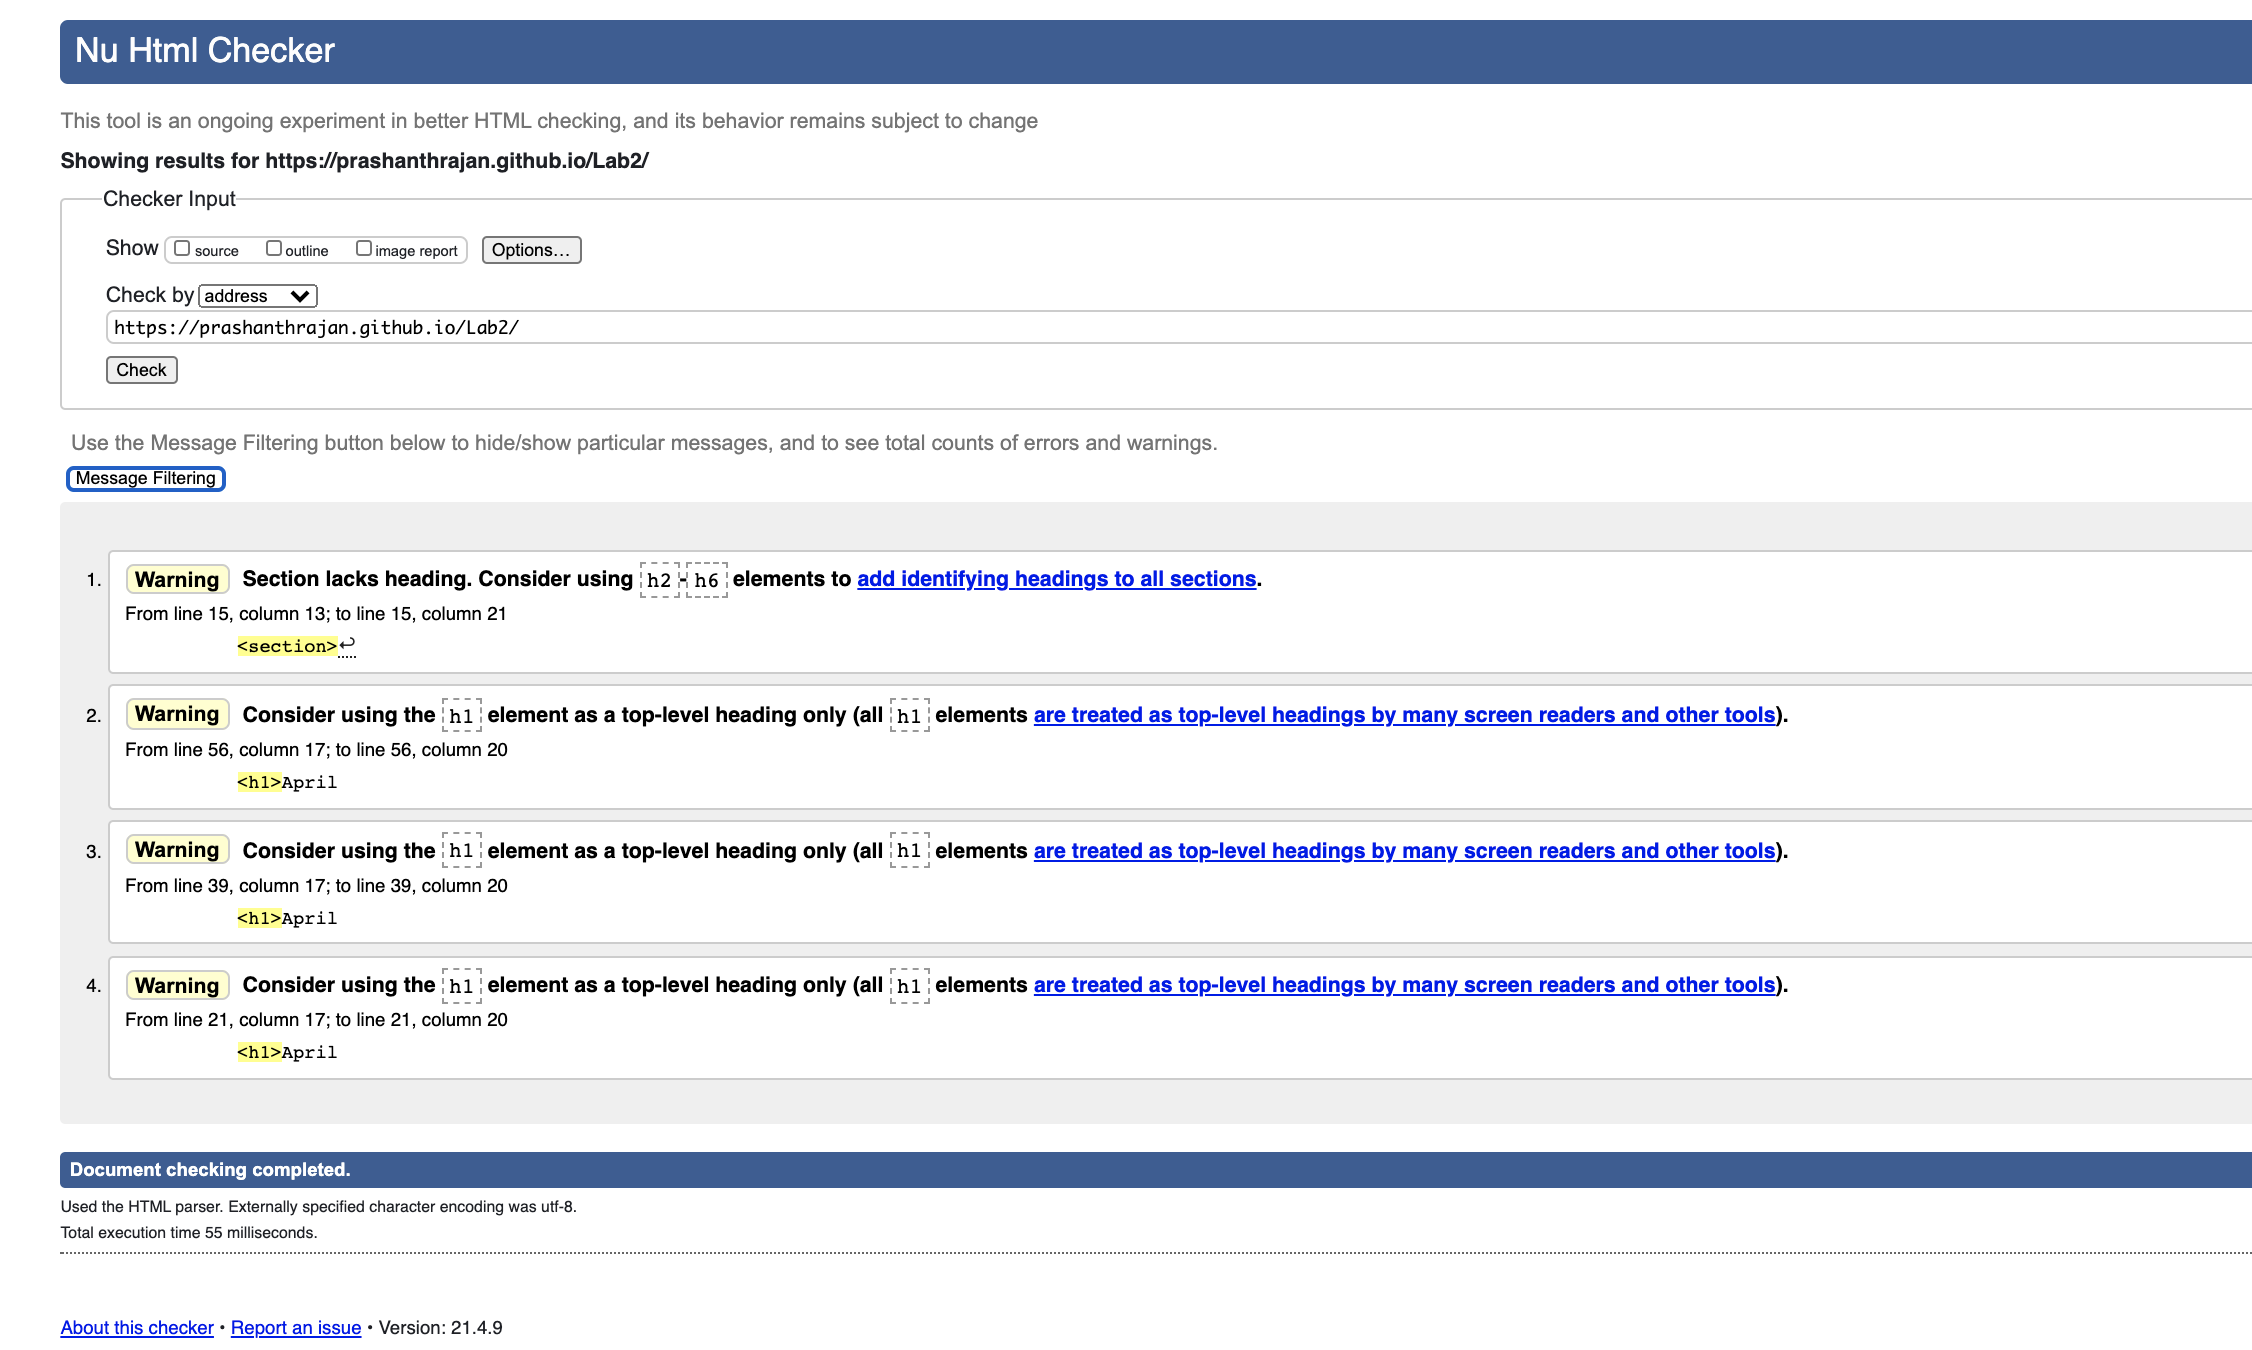 Nu Html Checker
This tool is an ongoing experiment in better HTML checking, and its behavior remains subject to change
Showing results for https://prashanthrajan.github.io/Lab2/
Checker Input
Show source outline image report Options...
Check by address
https://prashanthrajan.github.io/Lab2/
Check
Use the Message Filtering button below to hide/show particular messages, and to see total counts of errors and warnings.
Message Filtering
1. Warning Section lacks heading. Consider using h2-h6 elements to add identifying headings to all sections.
From line 15, column 13; to line 15, column 21
<section>↩
2. Warning Consider using the h1 element as a top-level heading only (all h1 elements are treated as top-level headings by many screen readers and other tools).
From line 56, column 17; to line 56, column 20
<h1>April
3. Warning Consider using the h1 element as a top-level heading only (all h1 elements are treated as top-level headings by many screen readers and other tools).
From line 39, column 17; to line 39, column 20
<h1>April
4. Warning Consider using the h1 element as a top-level heading only (all h1 elements are treated as top-level headings by many screen readers and other tools).
From line 21, column 17; to line 21, column 20
<h1>April
Document checking completed.
Used the HTML parser. Externally specified character encoding was utf-8.
Total execution time 55 milliseconds.
About this checker • Report an issue • Version: 21.4.9